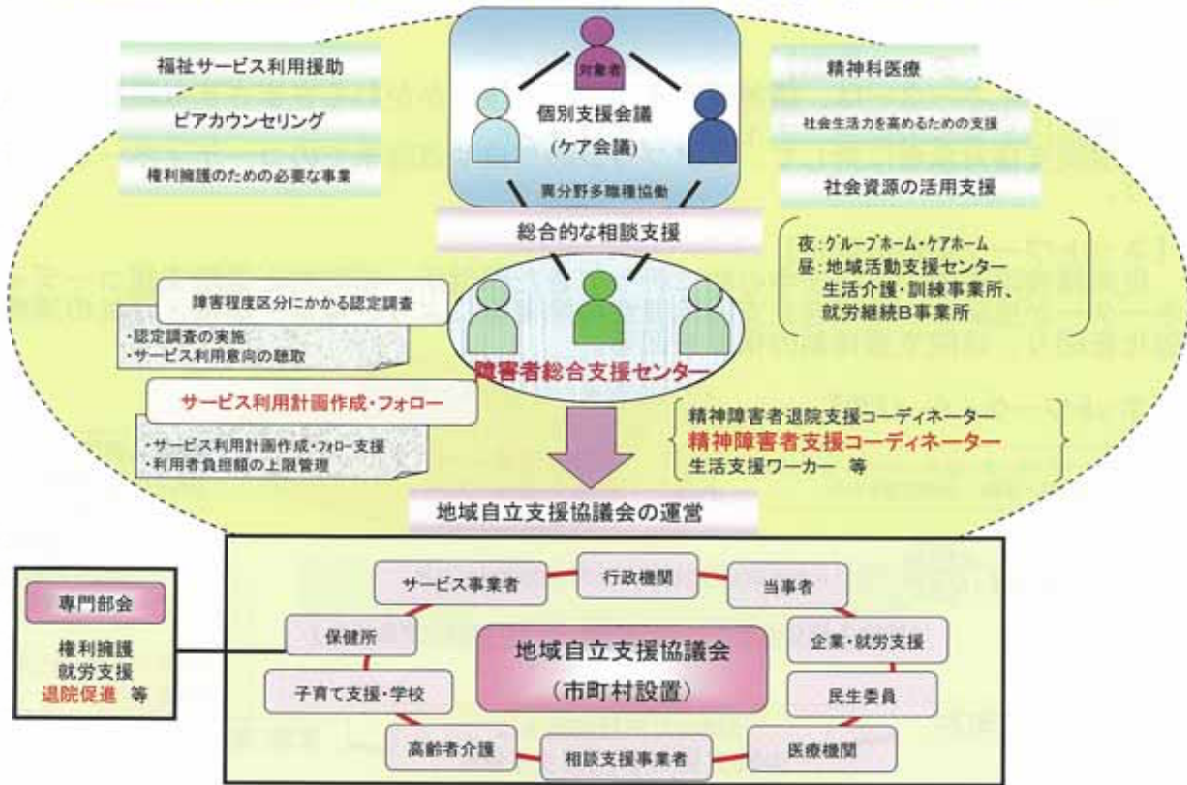 対象者
個別支援会議
(ケア会議)
異分野多職種協働
福祉サービス利用援助
ピアカウンセリング
権利擁護のための必要な事業
精神科医療
社会生活力を高めるための支援
社会資源の活用支援
総合的な相談支援
夜:グループホーム・ケアホーム
昼:地域活動支援センター
生活介護・訓練事業所、
就労継続B事業所
障害程度区分にかかる認定調査
・認定調査の実施
・サービス利用意向の聴取
障害者総合支援センター
サービス利用計画作成・フォロー
・サービス利用計画作成・フォロー支援
・利用者負担額の上限管理
精神障害者退院支援コーディネーター
精神障害者支援コーディネーター
生活支援ワーカー 等
地域自立支援協議会の運営
専門部会
権利擁護
就労支援
退院促進 等
サービス事業者
行政機関
当事者
保健所
企業・就労支援
地域自立支援協議会
(市町村設置)
子育て支援・学校
民生委員
高齢者介護
相談支援事業者
医療機関